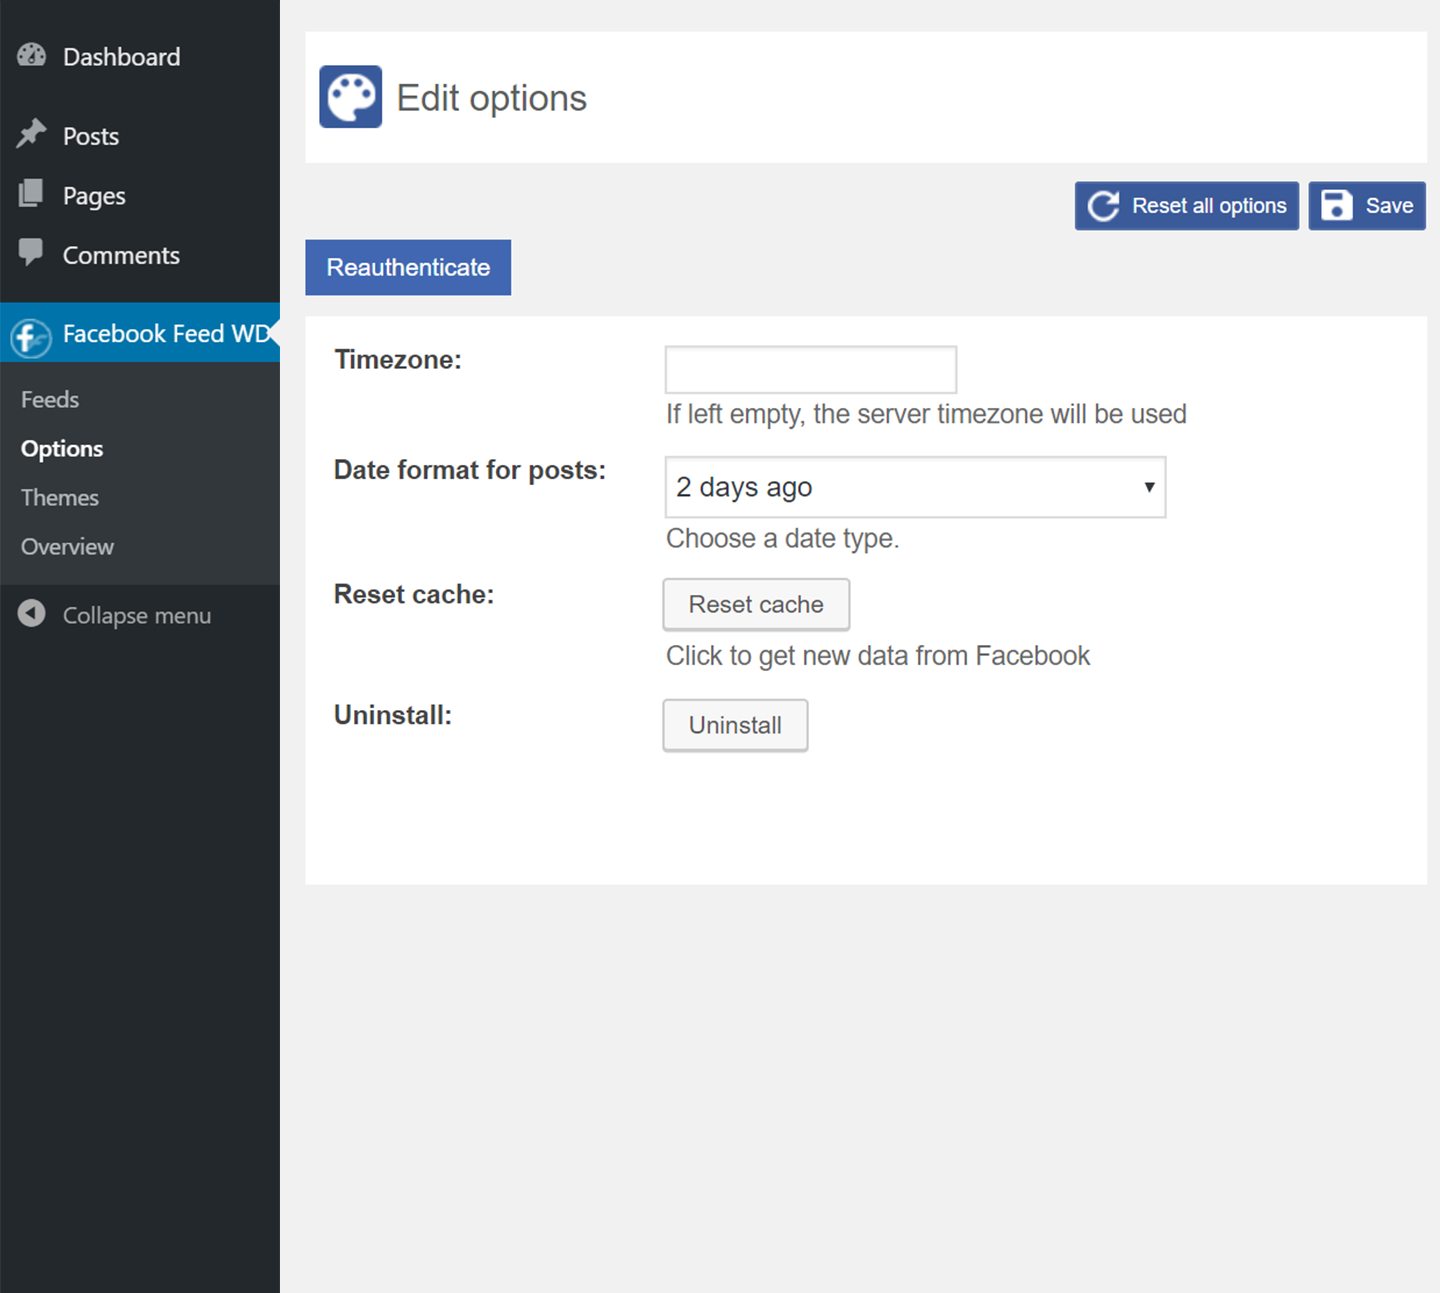 Dashboard
Posts
Pages
Comments
Facebook Feed WD
Feeds
Options
Themes
Overview
Collapse menu
Edit options
Reset all options
Save
Reauthenticate
Timezone:
If left empty, the server timezone will be used
Date format for posts:
2 days ago
Choose a date type.
Reset cache:
Reset cache
Click to get new data from Facebook
Uninstall:
Uninstall